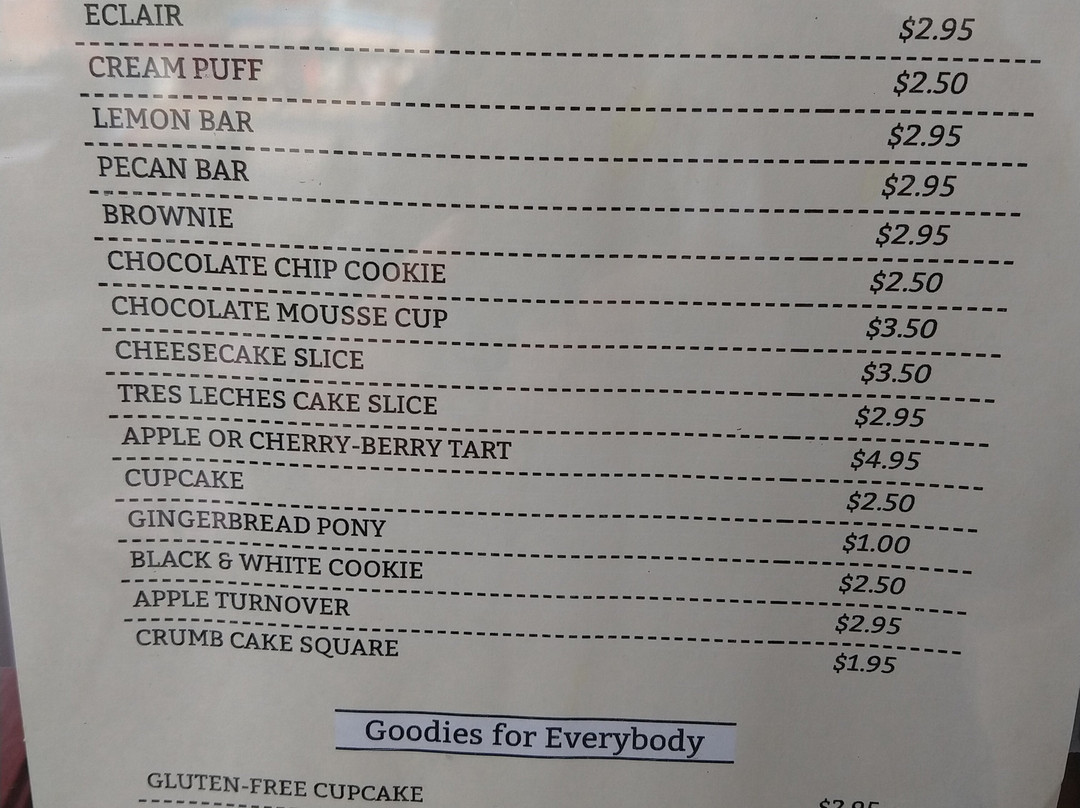 ECLAIR $2.95
CREAM PUFF $2.50
LEMON BAR $2.95
PECAN BAR $2.95
BROWNIE $2.95
CHOCOLATE CHIP COOKIE $2.50
CHOCOLATE MOUSSE CUP $3.50
CHEESECAKE SLICE $3.50
TRES LECHES CAKE SLICE $2.95
APPLE OR CHERRY-BERRY TART $4.95
CUPCAKE $2.50
GINGERBREAD PONY $1.00
BLACK & WHITE COOKIE $2.50
APPLE TURNOVER $2.95
CRUMB CAKE SQUARE $1.95
Goodies for Everybody
GLUTEN-FREE CUPCAKE